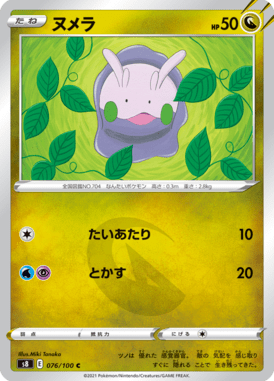 たね ヌメラ HP50
全国図鑑NO.704 なんたいポケモン 高さ：0.3m 重さ：2.8kg
たいあたり 10
とかす 20
弱点 抵抗力 にげる
Illus.Miki Tanaka
S8 E 076/100 C
ツノは 優れた 感覚器官。 敵の 気配を 感じ取り
すぐに 隠れる ことで 生き残ってきた。
©2021 Pokémon/Nintendo/Creatures/GAME FREAK.